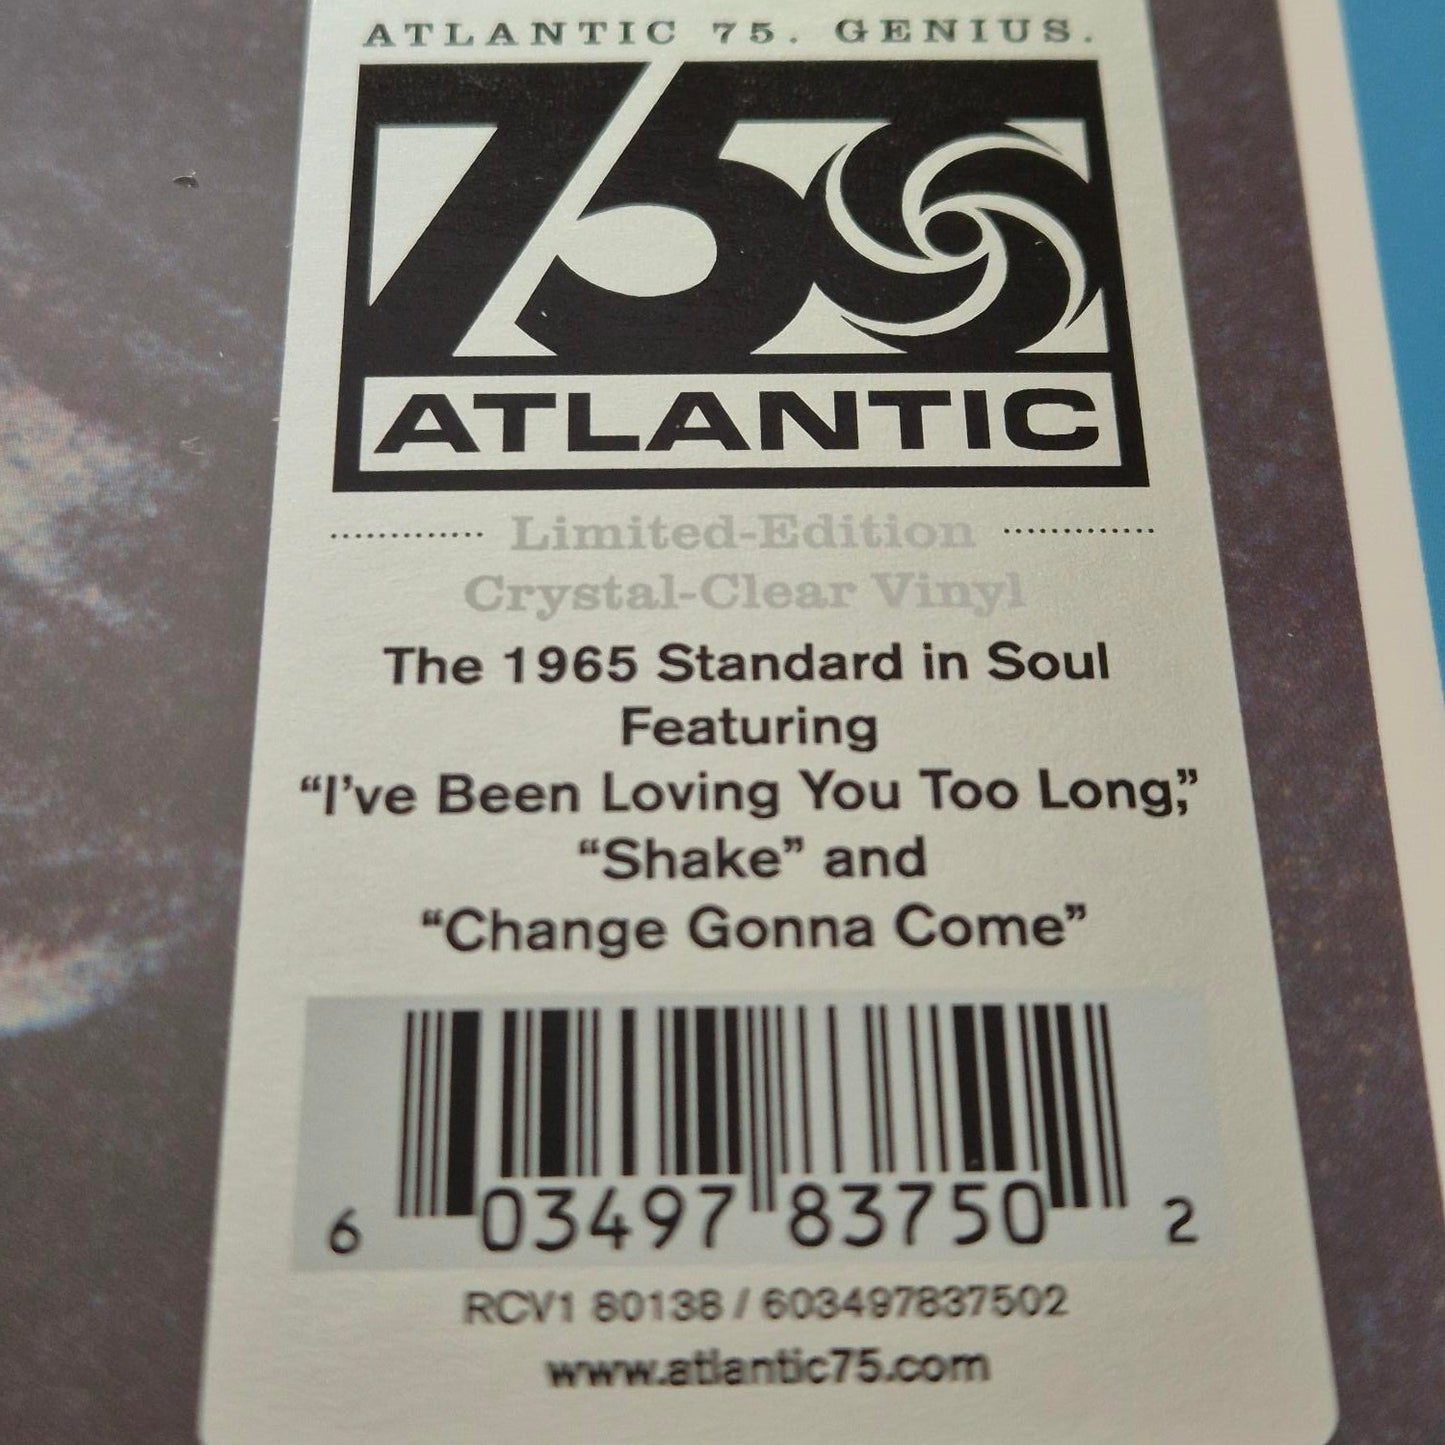 ATLANTIC 75. GENIUS.
75
ATLANTIC
Limited-Edition
Crystal-Clear Vinyl
The 1965 Standard in Soul
Featuring
“I’ve Been Loving You Too Long,”
“Shake” and
“Change Gonna Come”
6 03497 83750 2
RCV1 80138 / 603497837502
www.atlantic75.com